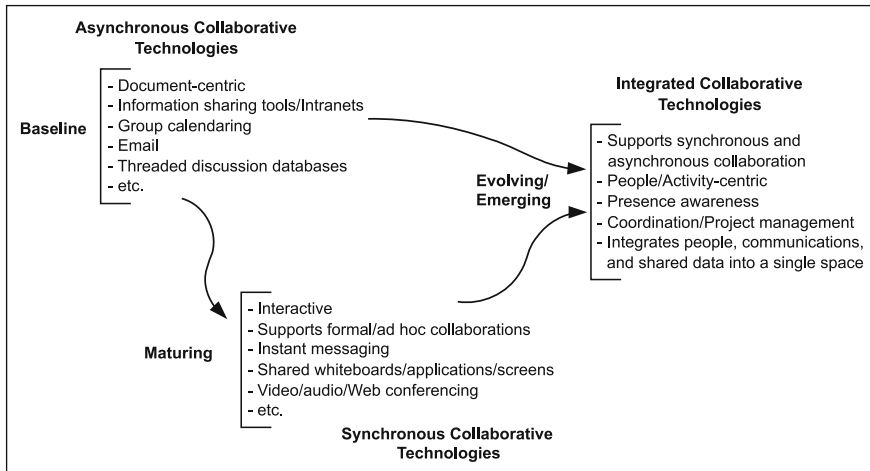 Asynchronous Collaborative
Technologies
Baseline
- Document-centric
- Information sharing tools/Intranets
- Group calendaring
- Email
- Threaded discussion databases
- etc.
Integrated Collaborative
Technologies
Evolving/
Emerging
- Supports synchronous and
asynchronous collaboration
- People/Activity-centric
- Presence awareness
- Coordination/Project management
- Integrates people, communications,
and shared data into a single space
Maturing
- Interactive
- Supports formal/ad hoc collaborations
- Instant messaging
- Shared whiteboards/applications/screens
- Video/audio/Web conferencing
- etc.
Synchronous Collaborative
Technologies